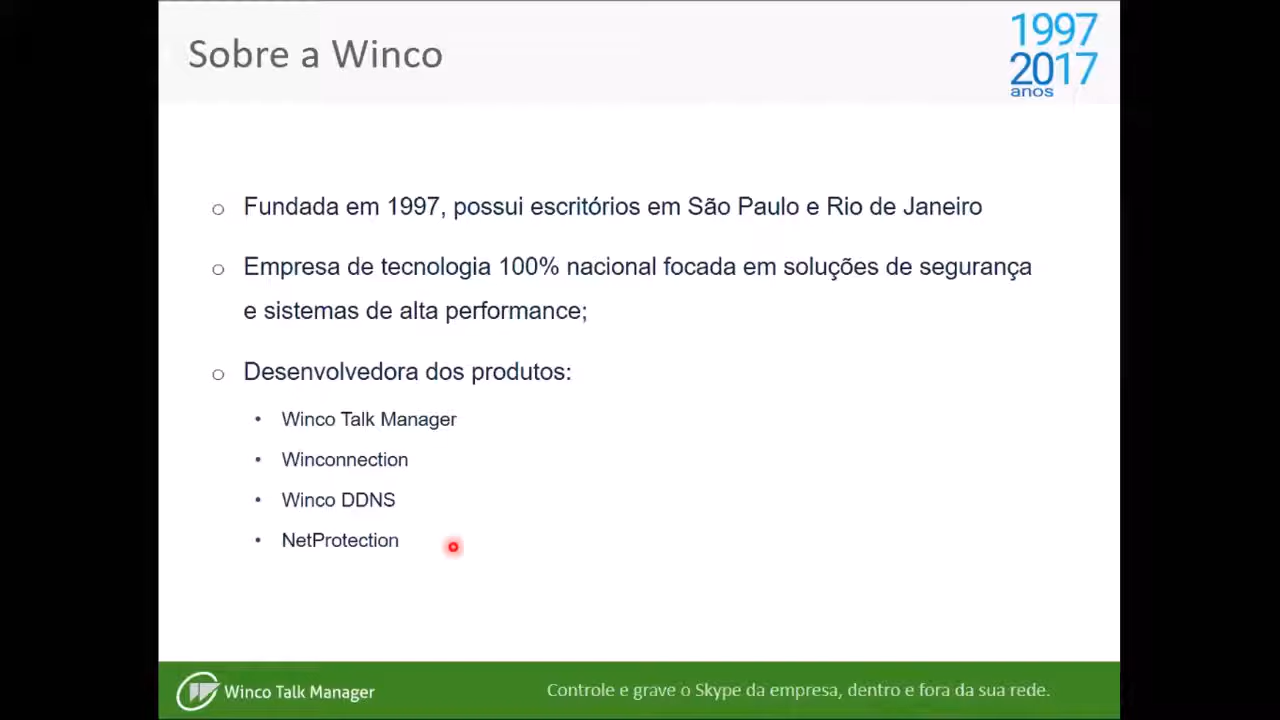 Sobre a Winco
1997
2017
anos
Fundada em 1997, possui escritórios em São Paulo e Rio de Janeiro
Empresa de tecnologia 100% nacional focada em soluções de segurança
e sistemas de alta performance;
Desenvolvedora dos produtos:
Winco Talk Manager
Winconnection
Winco DDNS
NetProtection
Winco Talk Manager
Controle e grave o Skype da empresa, dentro e fora da sua rede.